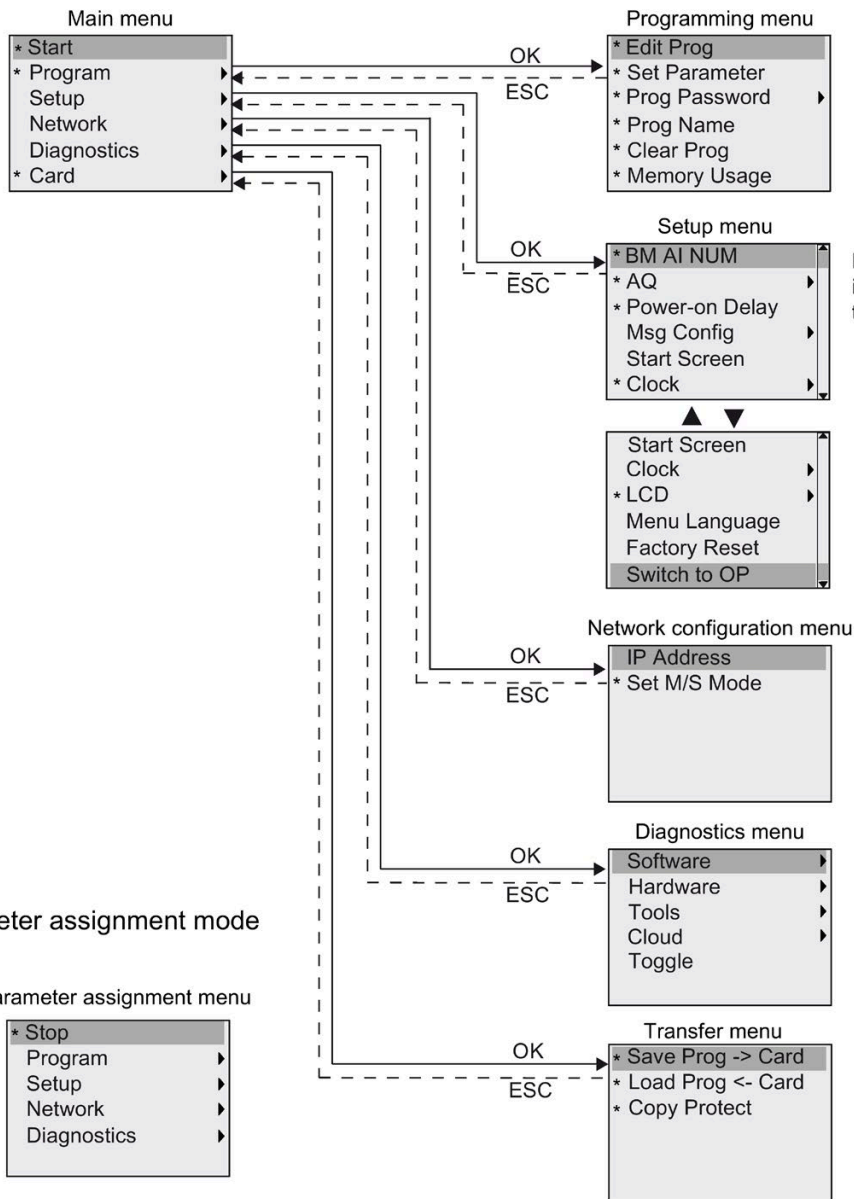 Main menu
* Start
* Program
Setup
Network
Diagnostics
* Card
OK
ESC
Programming menu
* Edit Prog
* Set Parameter
* Prog Password
* Prog Name
* Clear Prog
* Memory Usage
OK
ESC
Setup menu
* BM AI NUM
* AQ
* Power-on Delay
Msg Config
Start Screen
* Clock
▲ ▼
Start Screen
Clock
* LCD
Menu Language
Factory Reset
Switch to OP
OK
ESC
Network configuration menu
IP Address
* Set M/S Mode
OK
ESC
Diagnostics menu
Software
Hardware
Tools
Cloud
Toggle
OK
ESC
Transfer menu
* Save Prog -> Card
* Load Prog <- Card
* Copy Protect
eter assignment mode
arameter assignment menu
* Stop
Program
Setup
Network
Diagnostics